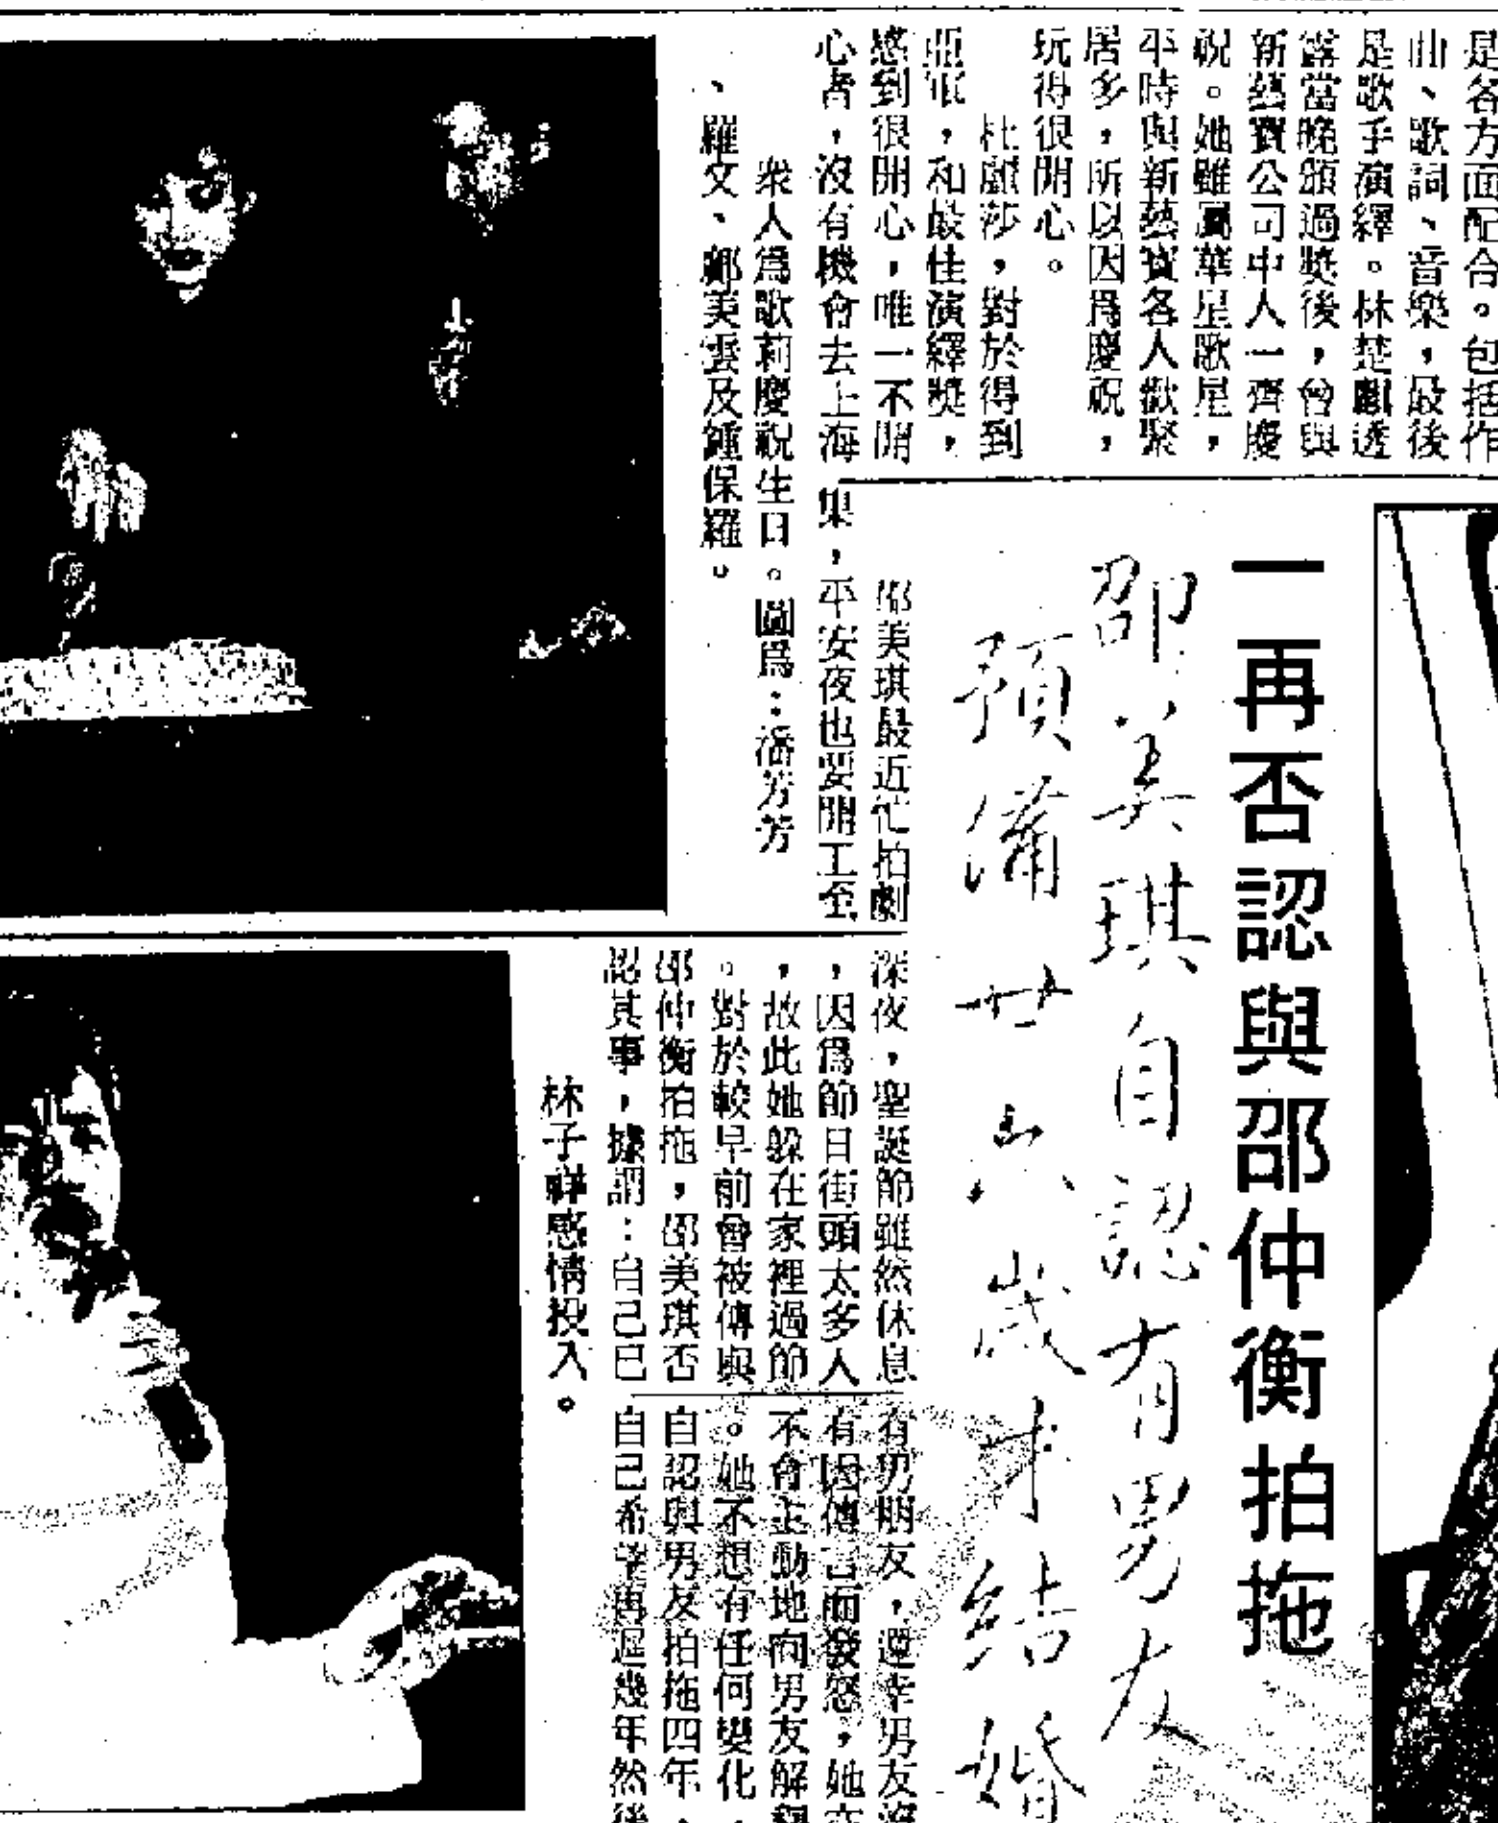 是各方面配合。包括作
曲、歌詞、音樂，最後
是歌手演繹。林楚麒透
露當晚頒過獎後，曾與
新藝寶公司中人一齊慶
祝。她雖屬華星歌星，
平時與新藝寶各人歡聚
居多，所以因爲慶祝，
玩得很開心。
杜麗莎，對於得到
亞軍，和最佳演繹獎，
感到很開心，唯一不開
心者，沒有機會去上海
衆人爲歌莉慶祝生日。圖爲：潘芳芳
、羅文、鄺美雲及鍾保羅。
一再否認與邵仲衡拍拖
邵美琪自認有男友
預備廿六歲才結婚
邵美琪最近忙拍劇
集，平安夜也要開工至
深夜，聖誕節雖然休息
，因爲節日街頭太多人
，故此她躲在家裡過節
。對於較早前曾被傳與
邵仲衡拍拖，邵美琪否
認其事，據謂：自己已
有男朋友，還幸男友沒
有因傳言而發怒，她亦
不會主動地向男友解釋
。她不想有任何變化，
自認與男友拍拖四年、
自己希望再遲幾年然後
林子祥感情投入。